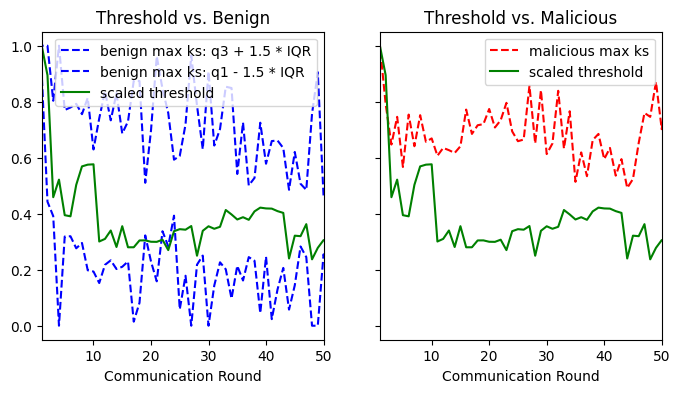 Threshold vs. Benign
benign max ks: q3 + 1.5 * IQR
benign max ks: q1 - 1.5 * IQR
scaled threshold
1.0
0.8
0.6
0.4
0.2
0.0
10
20
30
40
50
Communication Round
Threshold vs. Malicious
malicious max ks
scaled threshold
10
20
30
40
50
Communication Round